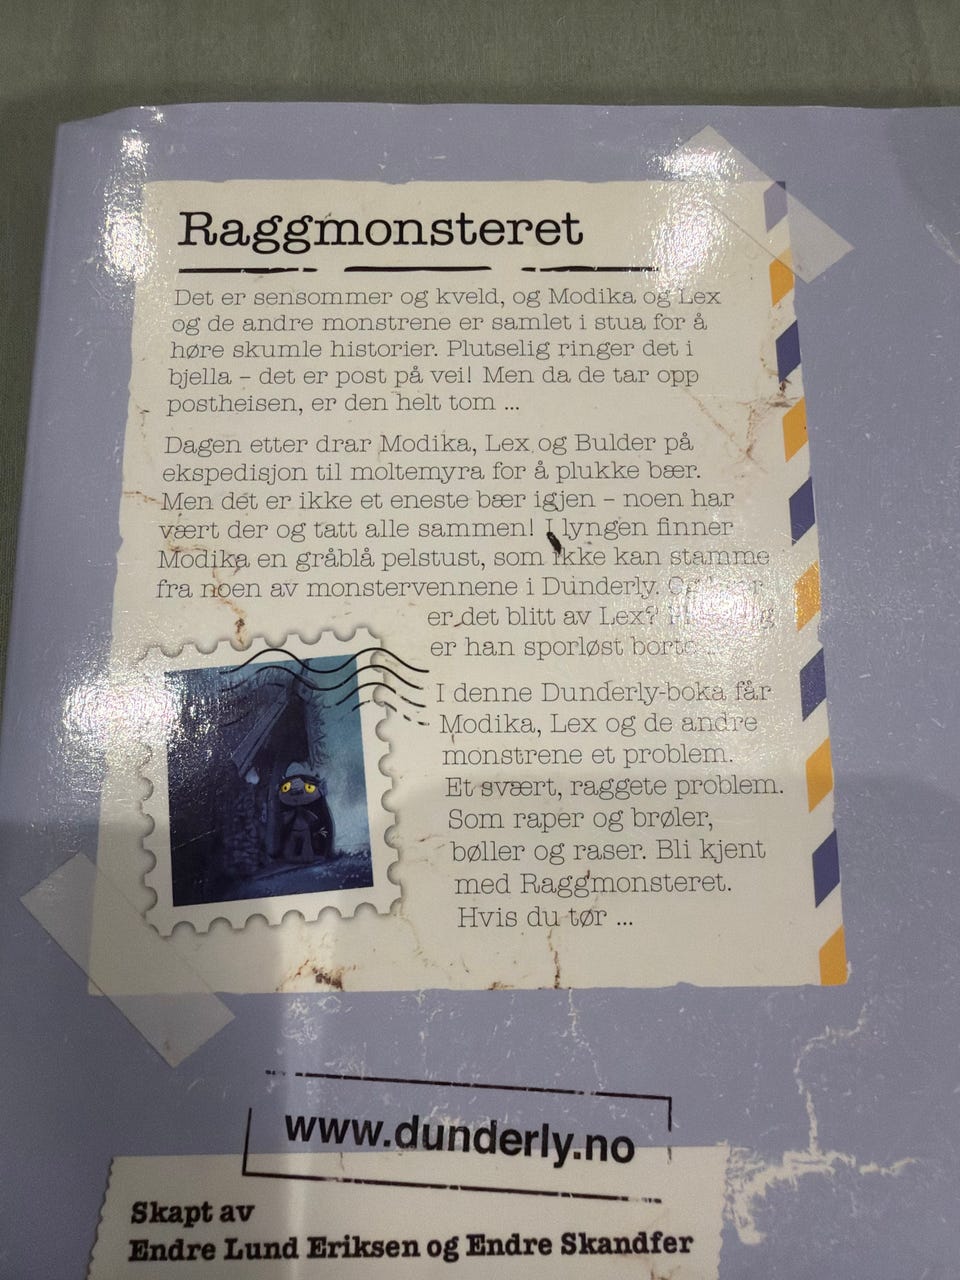 Raggmonsteret
Det er sensommer og kveld, og Modika og Lex
og de andre monstrene er samlet i stua for å
høre skumle historier. Plutselig ringer det i
bjella – det er post på vei! Men da de tar opp
postheisen, er den helt tom ...
Dagen etter drar Modika, Lex og Bulder på
ekspedisjon til moltemyra for å plukke bær.
Men det er ikke et eneste bær igjen – noen har
vært der og tatt alle sammen! I lyngen finner
Modika en gråblå pelstust, som ikke kan stamme
fra noen av monstervennene i Dunderly. Og
er det blitt av Lex?
er han sporløst borte ...
I denne Dunderly-boka får
Modika, Lex og de andre
monstrene et problem.
Et svært, raggete problem.
Som raper og brøler,
bøller og raser. Bli kjent
med Raggmonsteret.
Hvis du tør ...
www.dunderly.no
Skapt av
Endre Lund Eriksen og Endre Skandfer